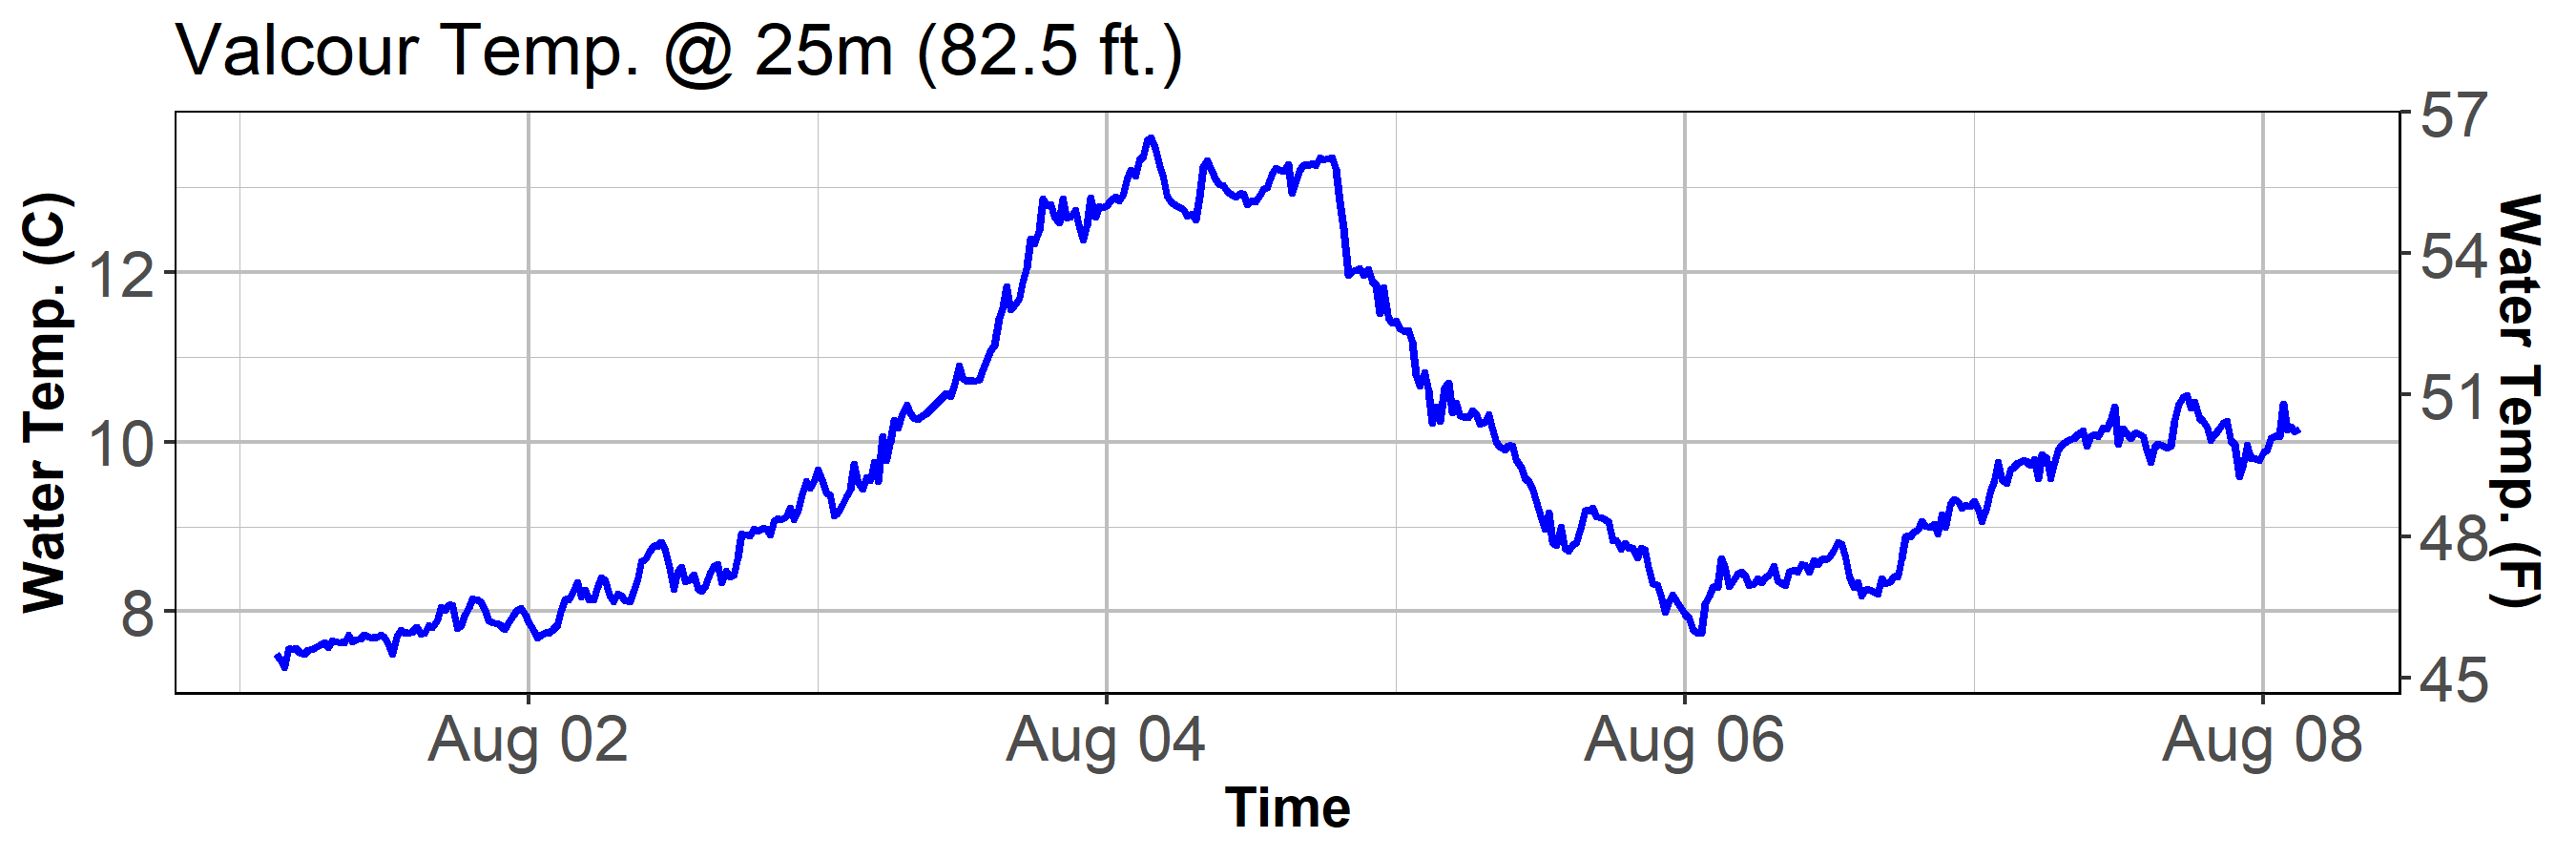 Valcour Temp. @ 25m (82.5 ft.)
Water Temp. (C)
12
10
8
57
54
51
48
45
Water Temp. (F)
Aug 02 Aug 04 Aug 06 Aug 08
Time